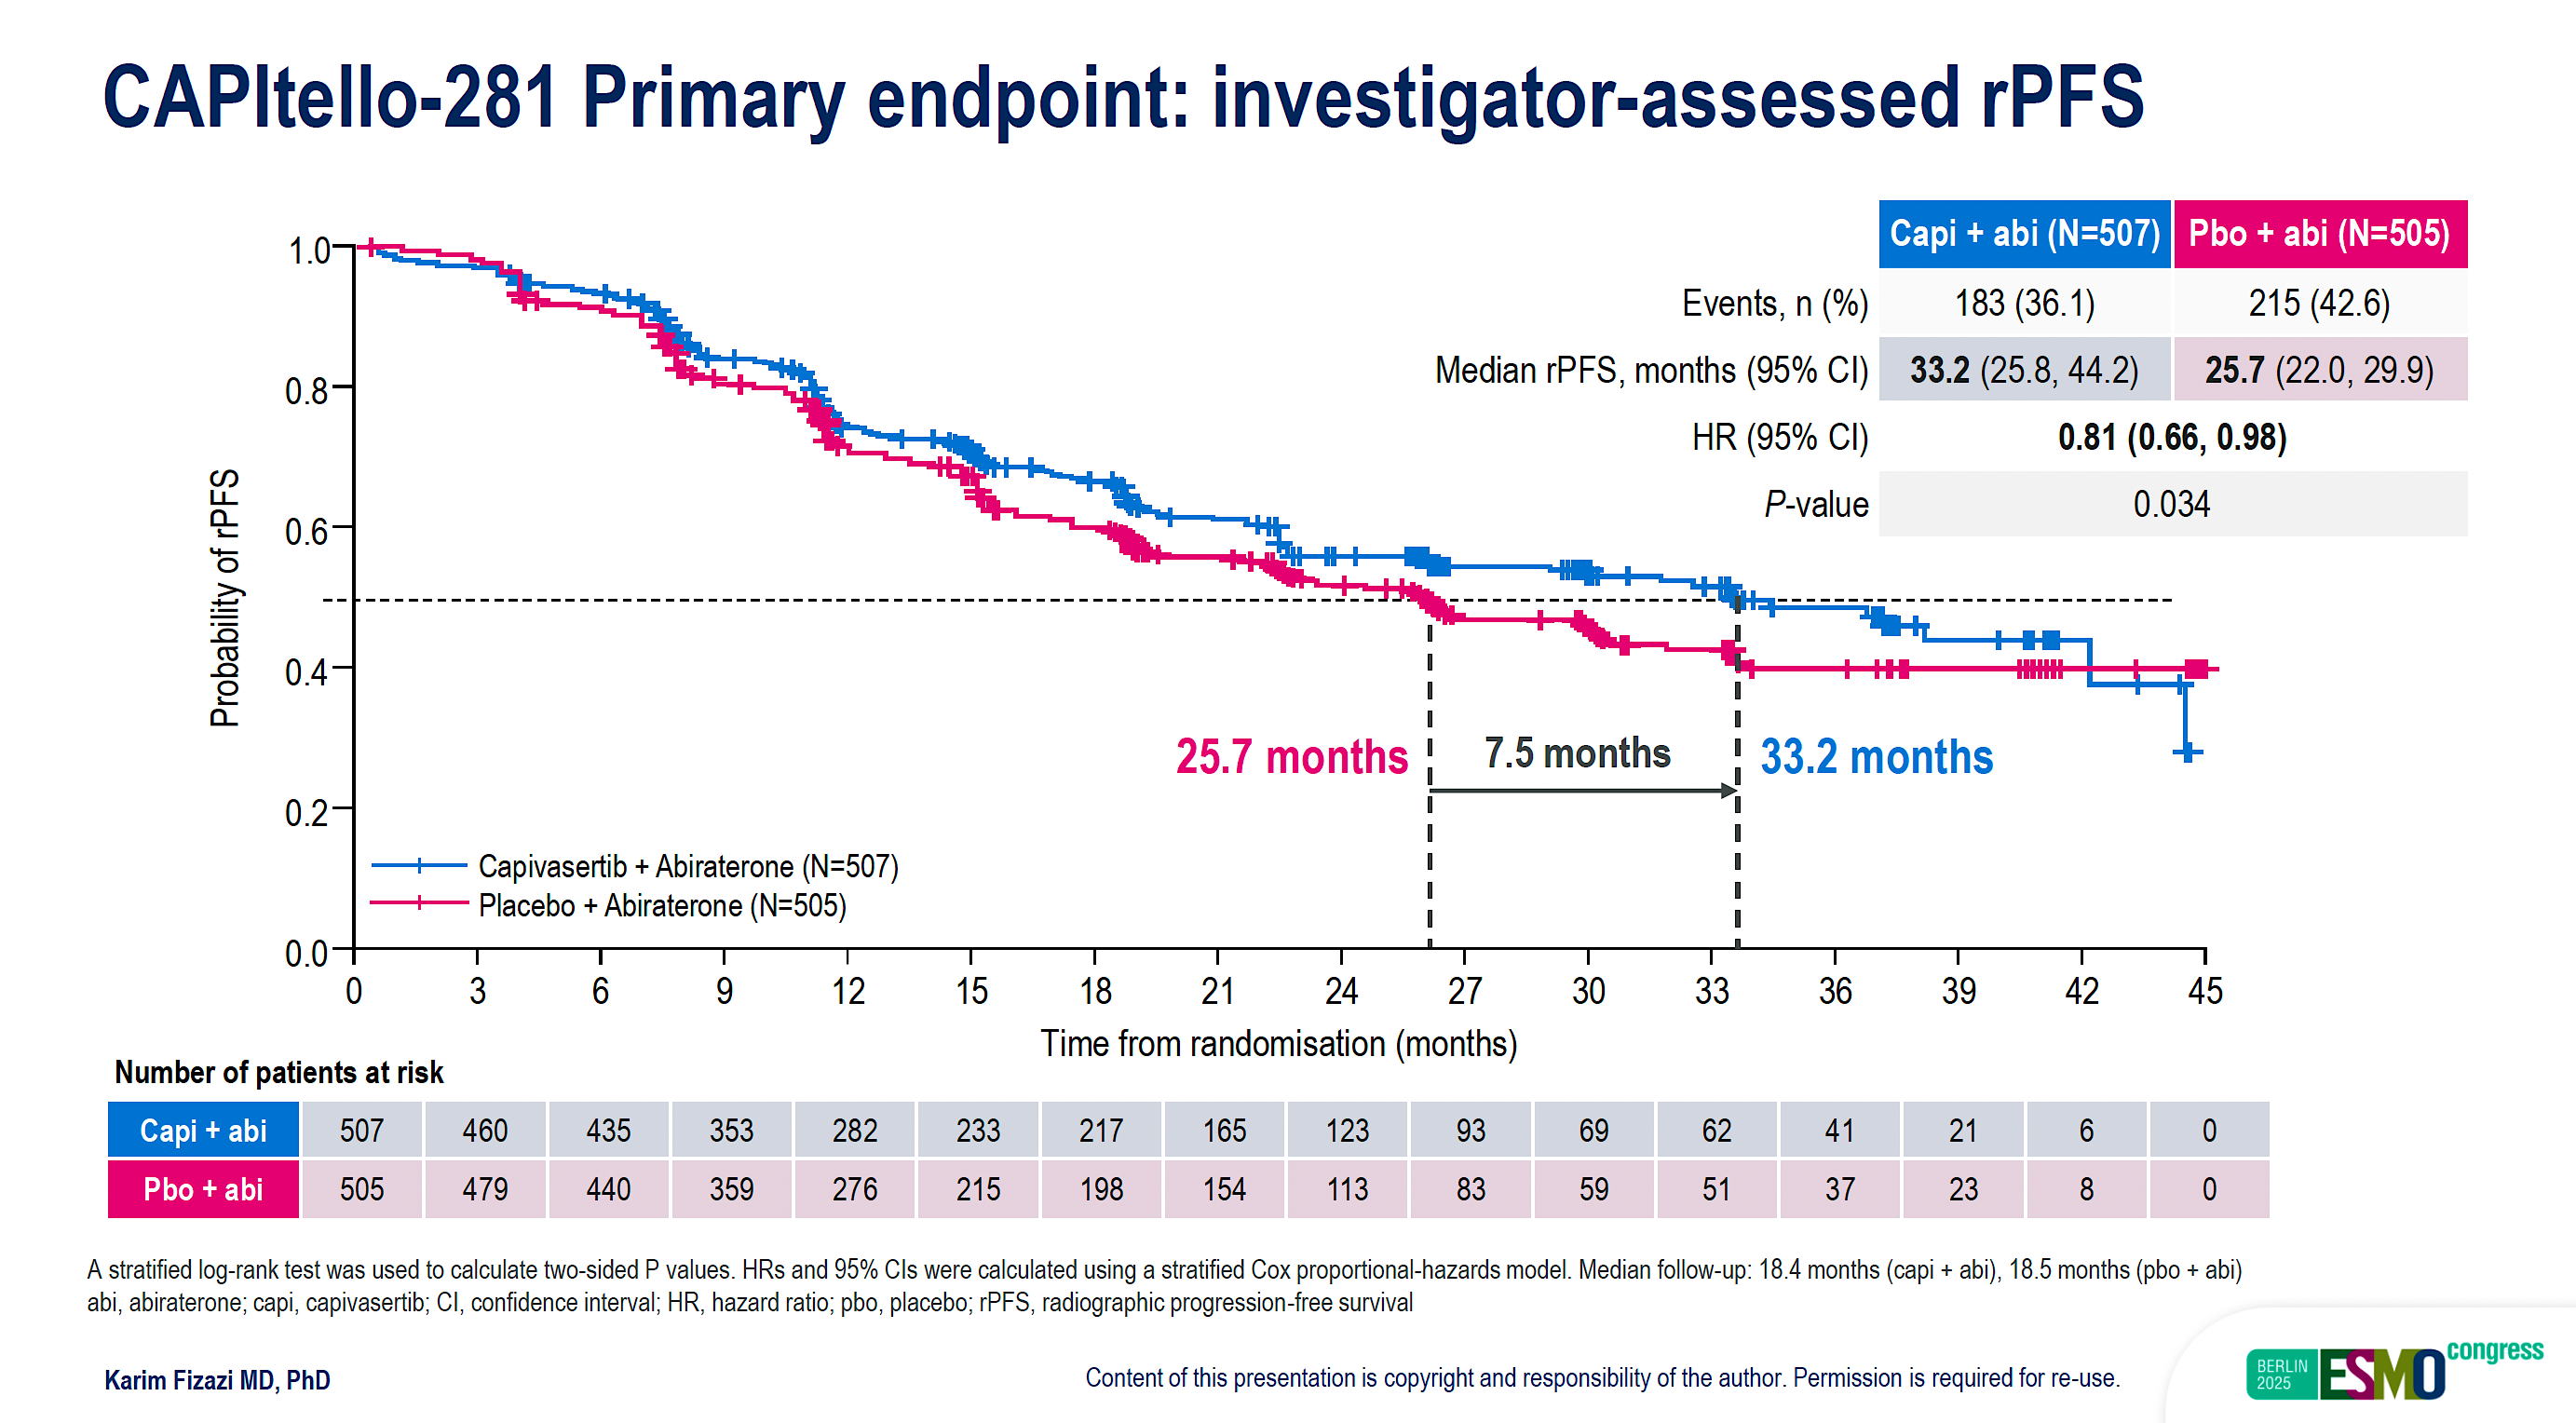 CAPItello-281 Primary endpoint: investigator-assessed rPFS
Capi + abi (N=507) Pbo + abi (N=505)
Events, n (%) 183 (36.1) 215 (42.6)
Median rPFS, months (95% CI) 33.2 (25.8, 44.2) 25.7 (22.0, 29.9)
HR (95% CI) 0.81 (0.66, 0.98)
P-value 0.034
Probability of rPFS
1.0
0.8
0.6
0.4
0.2
0.0
25.7 months 7.5 months 33.2 months
Capivasertib + Abiraterone (N=507)
Placebo + Abiraterone (N=505)
0 3 6 9 12 15 18 21 24 27 30 33 36 39 42 45
Time from randomisation (months)
Number of patients at risk
Capi + abi 507 460 435 353 282 233 217 165 123 93 69 62 41 21 6 0
Pbo + abi 505 479 440 359 276 215 198 154 113 83 59 51 37 23 8 0
A stratified log-rank test was used to calculate two-sided P values. HRs and 95% CIs were calculated using a stratified Cox proportional-hazards model. Median follow-up: 18.4 months (capi + abi), 18.5 months (pbo + abi)
abi, abiraterone; capi, capivasertib; CI, confidence interval; HR, hazard ratio; pbo, placebo; rPFS, radiographic progression-free survival
Karim Fizazi MD, PhD
Content of this presentation is copyright and responsibility of the author. Permission is required for re-use.
BERLIN
2025
ESMO congress